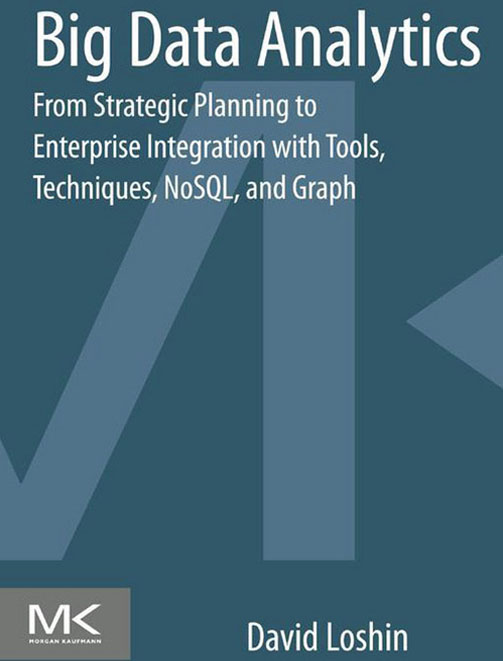 Big Data Analytics
From Strategic Planning to
Enterprise Integration with Tools,
Techniques, NoSQL, and Graph
MK
MORGAN KAUFMANN
David Loshin